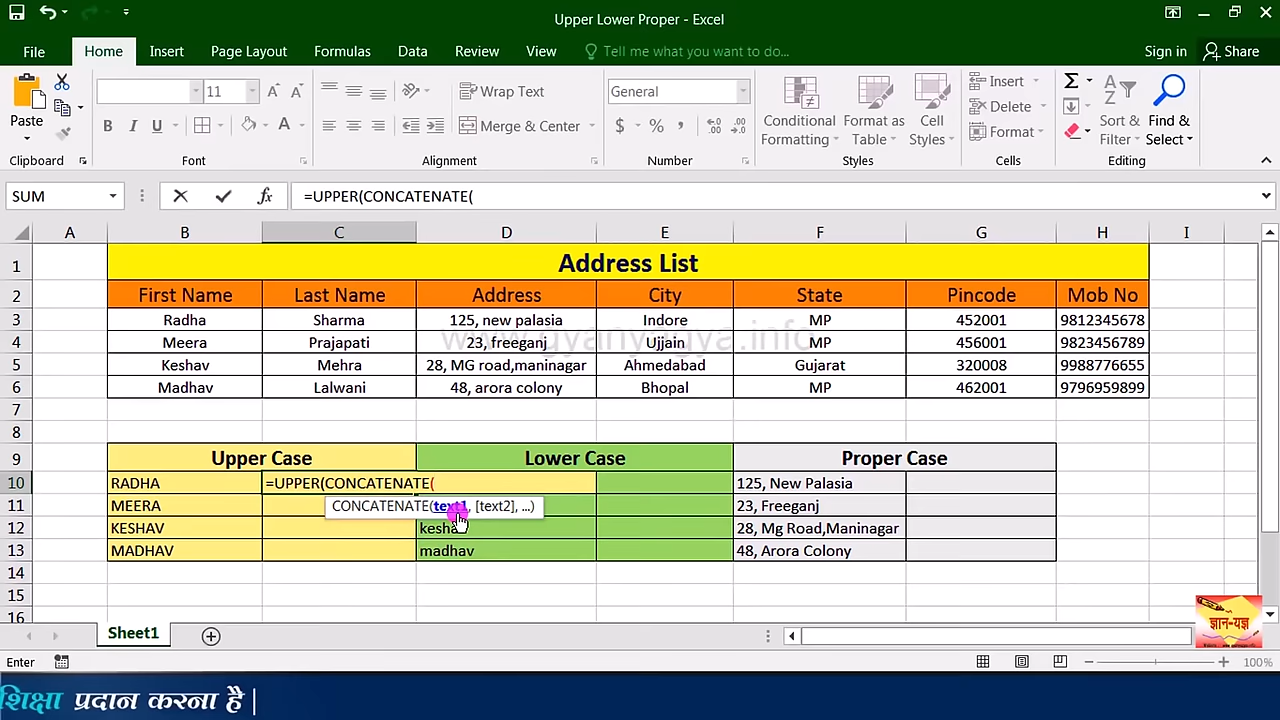 Upper Lower Proper - Excel
File Home Insert Page Layout Formulas Data Review View Tell me what you want to do... Sign in Share
Paste
11
Wrap Text
General
Merge & Center
Conditional Formatting
Format as Table
Cell Styles
Insert
Delete
Format
Sort & Filter
Find & Select
Clipboard Font Alignment Number Styles Cells Editing
SUM fx =UPPER(CONCATENATE(
A B C D E F G H I
1 Address List
2 First Name Last Name Address City State Pincode Mob No
3 Radha Sharma 125, new palasia Indore MP 452001 9812345678
www.gyanyagya.info
4 Meera Prajapati 23, freeganj Ujjain MP 456001 9823456789
5 Keshav Mehra 28, MG road,maninagar Ahmedabad Gujarat 320008 9988776655
6 Madhav Lalwani 48, arora colony Bhopal MP 462001 9796959899
7
8
9 Upper Case Lower Case Proper Case
10 RADHA =UPPER(CONCATENATE( 125, New Palasia
11 MEERA CONCATENATE(text1, [text2], ...) 23, Freeganj
12 KESHAV kesha 28, Mg Road,Maninagar
13 MADHAV madhav 48, Arora Colony
14
15
16
Sheet1
ज्ञान-यज्ञ
Enter 100%
शिक्षा प्रदान करना है |